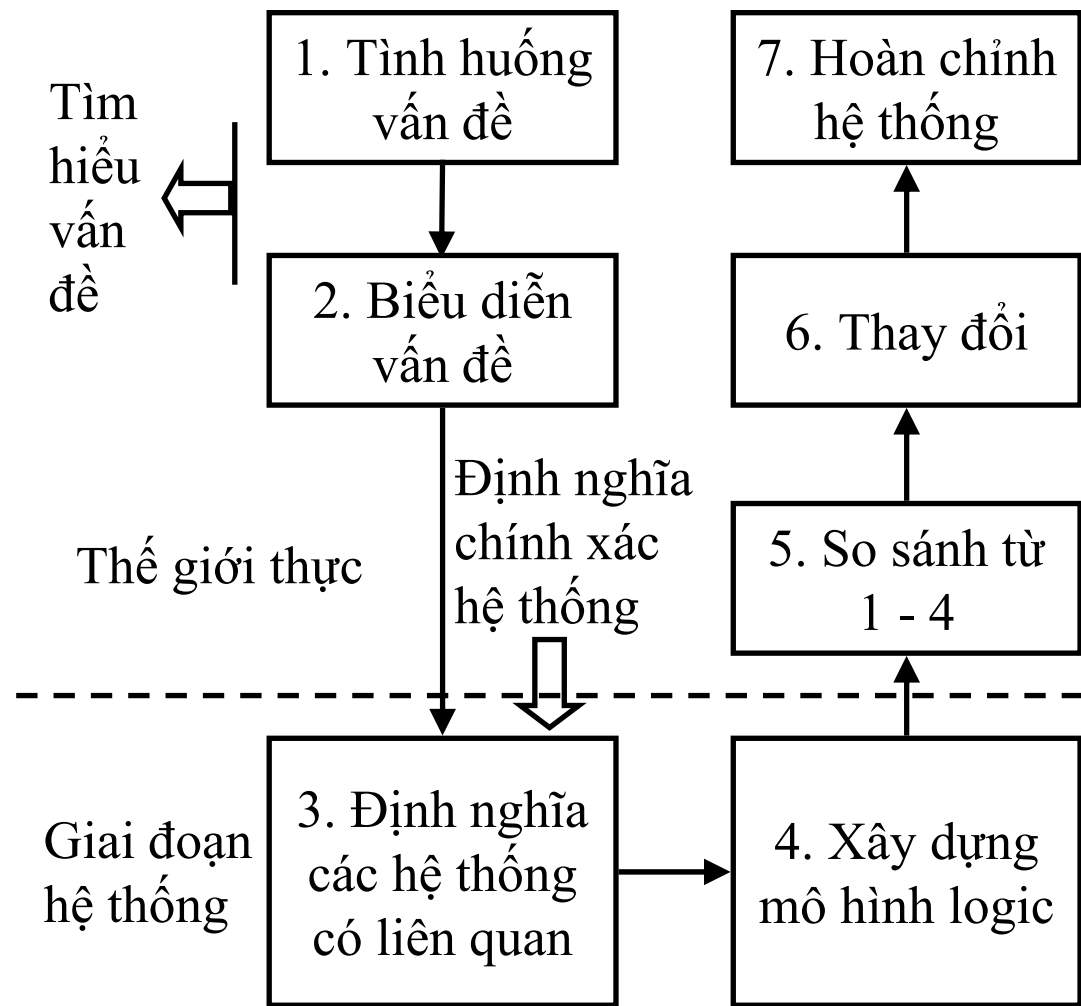 1. Tình huống
vấn đề
7. Hoàn chỉnh
hệ thống
Tìm
hiểu
vấn
đề
2. Biểu diễn
vấn đề
6. Thay đổi
Định nghĩa
chính xác
hệ thống
Thế giới thực
5. So sánh từ
1 - 4
Giai đoạn
hệ thống
3. Định nghĩa
các hệ thống
có liên quan
4. Xây dựng
mô hình logic